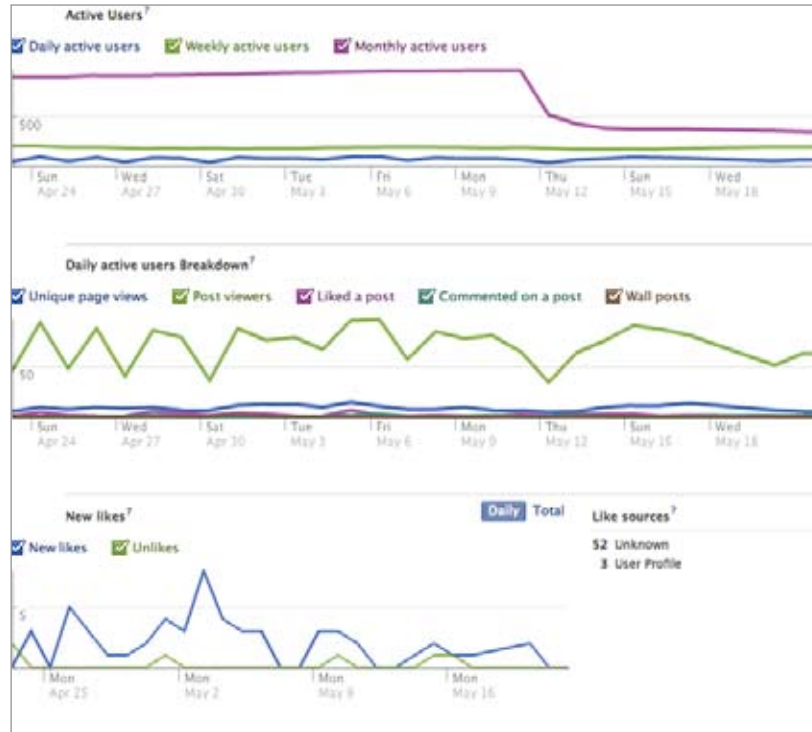 Active Users?
Daily active users Weekly active users Monthly active users
500
Sun Wed Sat Tue Fri Mon Thu Sun Wed
Apr 24 Apr 27 Apr 30 May 3 May 6 May 9 May 12 May 15 May 18
Daily active users Breakdown?
Unique page views Post viewers Liked a post Commented on a post Wall posts
50
Sun Wed Sat Tue Fri Mon Thu Sun Wed
Apr 24 Apr 27 Apr 30 May 3 May 6 May 9 May 12 May 15 May 18
New likes? Daily Total Like sources?
52 Unknown
New likes Unlikes
3 User Profile
5
Mon Mon Mon Mon
Apr 25 May 2 May 9 May 16